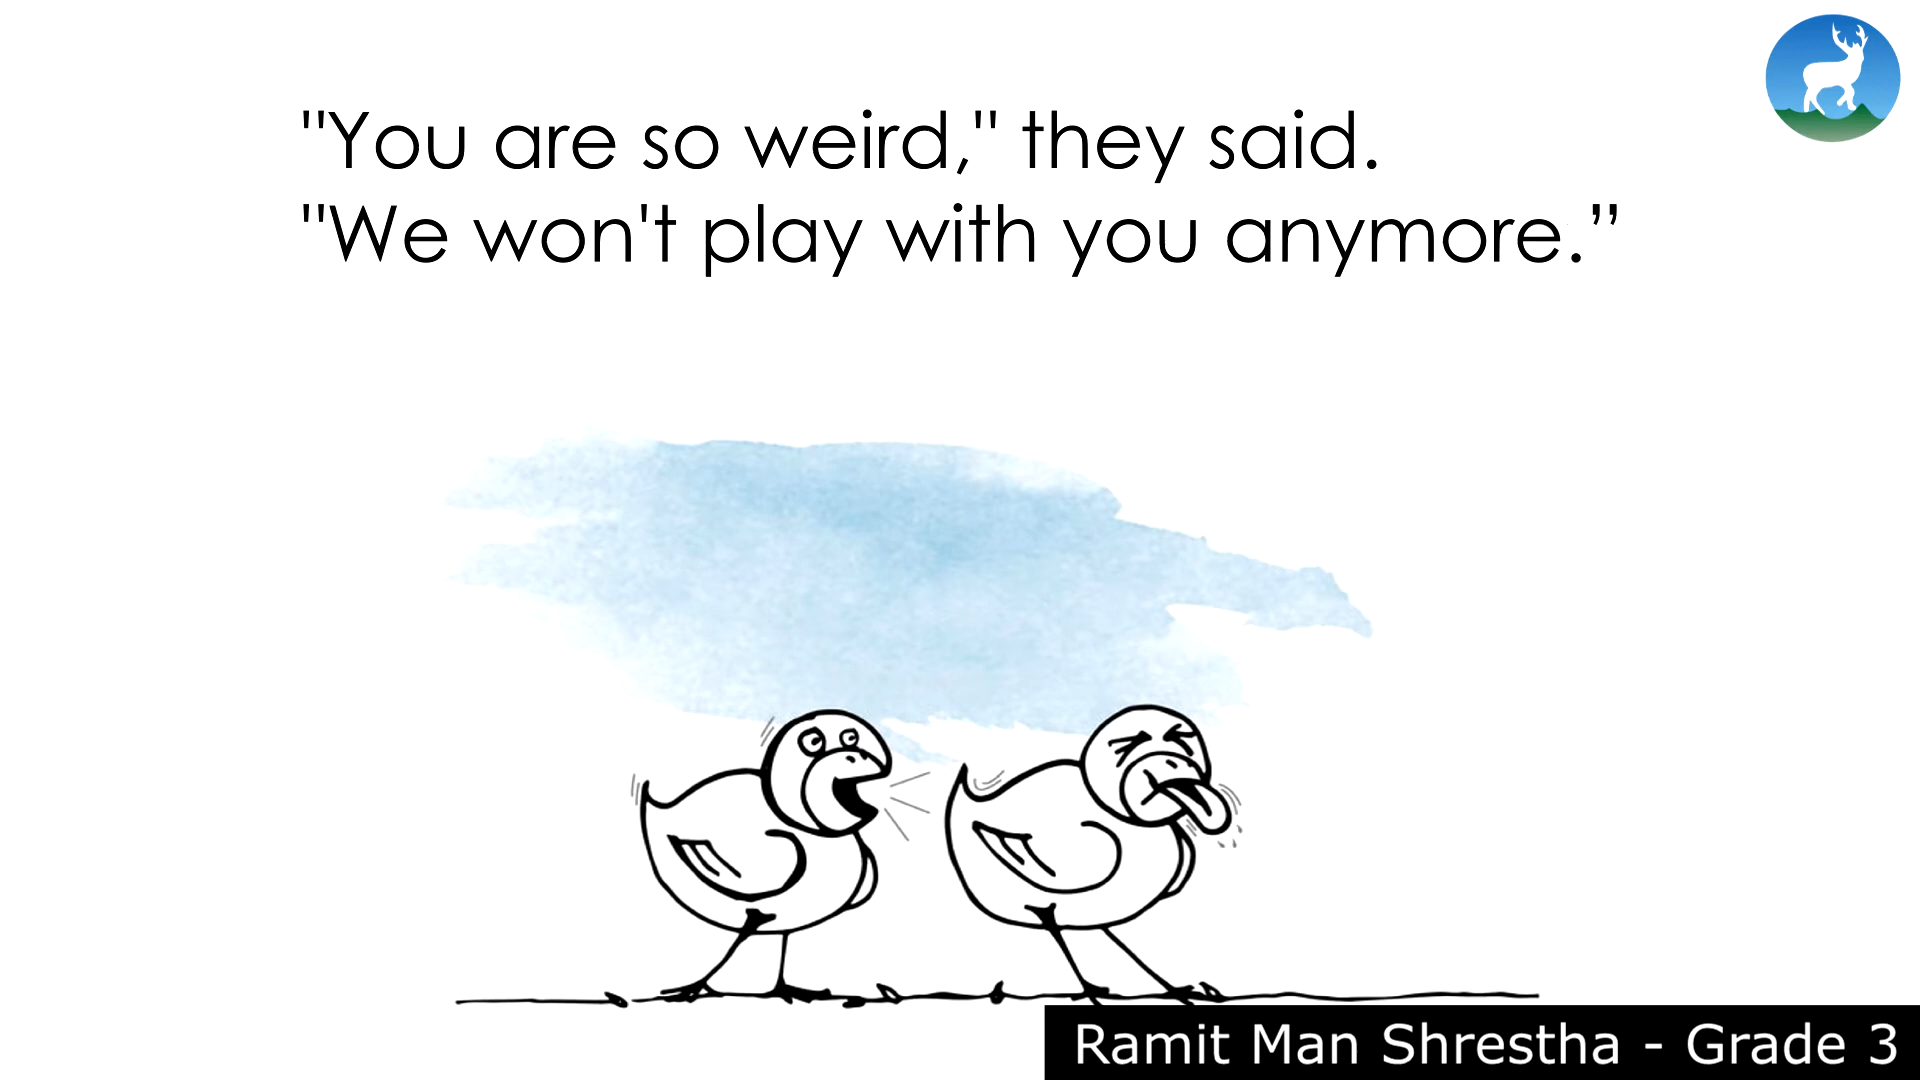 "You are so weird," they said.
"We won't play with you anymore.”
Ramit Man Shrestha - Grade 3